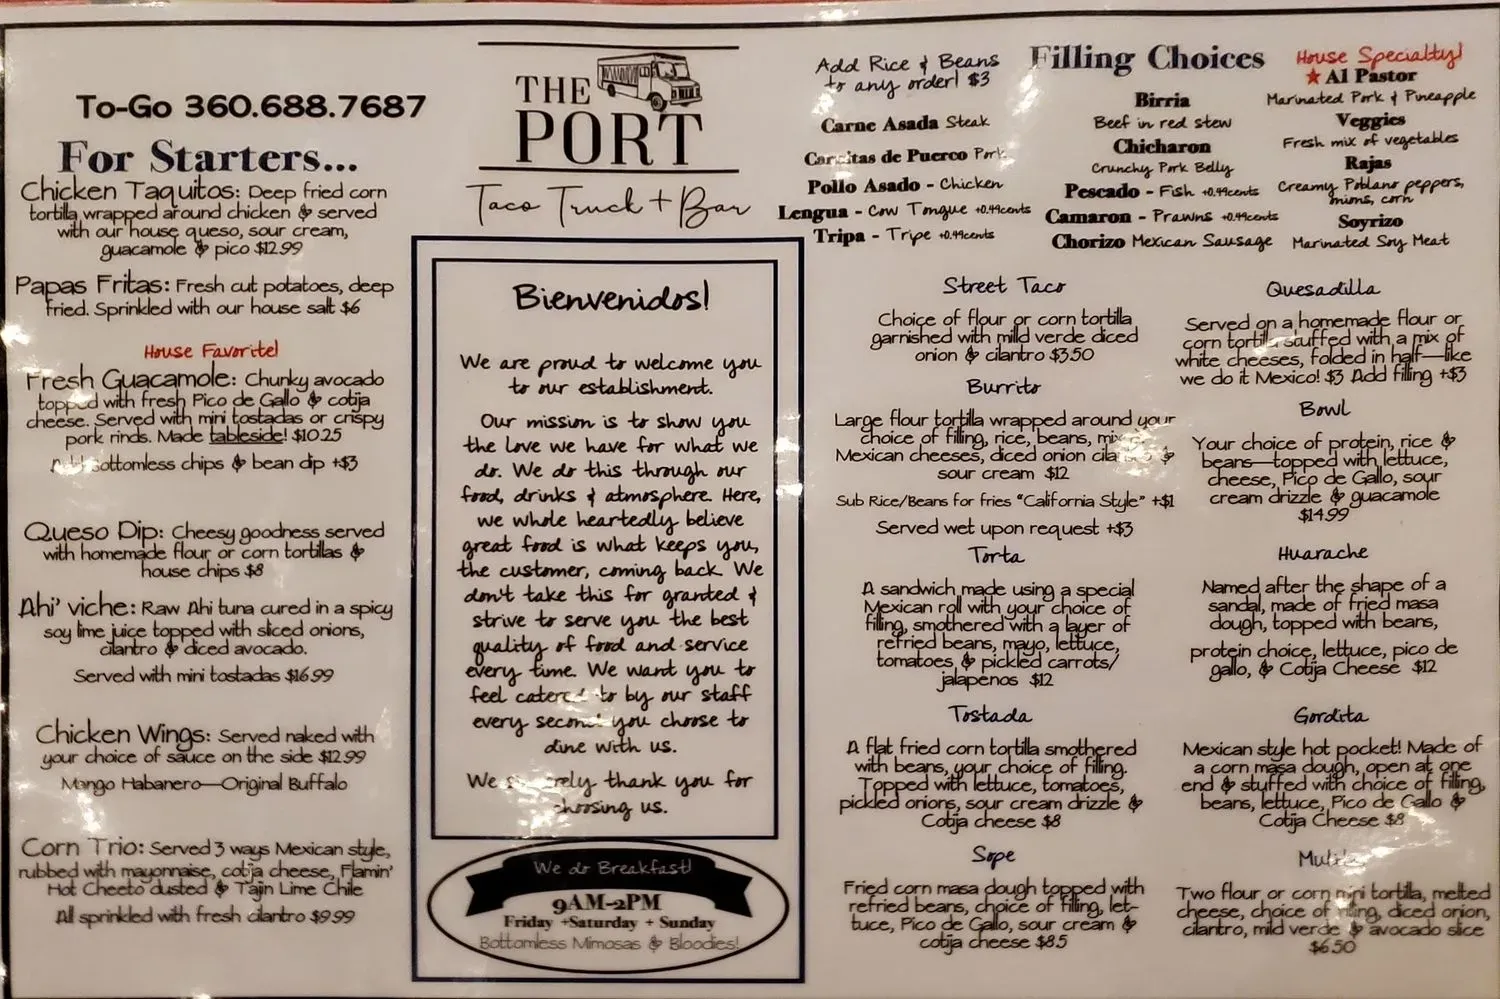 To-Go 360.688.7687
For Starters...
Chicken Taquitos: Deep fried corn
tortilla wrapped around chicken & served
with our house queso, sour cream,
guacamole & pico $12.99
Papas Fritas: Fresh cut potatoes, deep
fried. Sprinkled with our house salt $6
House Favorite!
Fresh Guacamole: Chunky avocado
topped with fresh Pico de Gallo & cotija
cheese. Served with mini tostadas or crispy
pork rinds. Made tableside! $10.25
Add bottomless chips & bean dip +$3
Queso Dip: Cheesy goodness served
with homemade flour or corn tortillas &
house chips $8
Ahi' viche: Raw Ahi tuna cured in a spicy
soy lime juice topped with sliced onions,
cilantro & diced avocado.
Served with mini tostadas $16.99
Chicken Wings: Served naked with
your choice of sauce on the side $12.99
Mango Habanero—Original Buffalo
Corn Trio: Served 3 ways Mexican style,
rubbed with mayonnaise, cotija cheese, Flamin'
Hot Cheeto dusted & Tajin Lime Chile
All sprinkled with fresh cilantro $9.99
THE
PORT
Taco Truck + Bar
Bienvenidos!
We are proud to welcome you
to our establishment.
Our mission is to show you
the love we have for what we
do. We do this through our
food, drinks & atmosphere. Here,
we whole heartedly believe
great food is what keeps you,
the customer, coming back. We
don't take this for granted &
strive to serve you the best
quality of food and service
every time. We want you to
feel catered to by our staff
every second you choose to
dine with us.
We sincerely thank you for
choosing us.
We do Breakfast!
9AM-2PM
Friday +Saturday + Sunday
Bottomless Mimosas & Bloodies!
Add Rice & Beans
to any order! $3
Carne Asada Steak
Carnitas de Puerco Pork
Pollo Asado - Chicken
Lengua - Cow Tongue +0.49cents
Tripa - Tripe +0.49cents
Filling Choices
Birria
Beef in red stew
Chicharon
Crunchy Pork Belly
Pescado - Fish +0.49cents
Camaron - Prawns +0.49cents
Chorizo Mexican Sausage
House Specialty!
★ Al Pastor
Marinated Pork & Pineapple
Veggies
Fresh mix of vegetables
Rajas
Creamy Poblano peppers,
onions, corn
Soyrizo
Marinated Soy Meat
Street Taco
Choice of flour or corn tortilla
garnished with mild verde diced
onion & cilantro $3.50
Burrito
Large flour tortilla wrapped around your
choice of filling, rice, beans, mix of
Mexican cheeses, diced onion cilantro &
sour cream $12
Sub Rice/Beans for fries "California Style" +$1
Served wet upon request +$3
Torta
A sandwich made using a special
Mexican roll with your choice of
filling, smothered with a layer of
refried beans, mayo, lettuce,
tomatoes, & pickled carrots/
jalapenos $12
Tostada
A flat fried corn tortilla smothered
with beans, your choice of filling.
Topped with lettuce, tomatoes,
pickled onions, sour cream drizzle &
Cotija cheese $8
Sope
Fried corn masa dough topped with
refried beans, choice of filling, let-
tuce, Pico de Gallo, sour cream &
cotija cheese $8.5
Quesadilla
Served on a homemade flour or
corn tortilla stuffed with a mix of
white cheeses, folded in half—like
we do it Mexico! $3 Add filling +$3
Bowl
Your choice of protein, rice &
beans—topped with lettuce,
cheese, Pico de Gallo, sour
cream drizzle & guacamole
$14.99
Huarache
Named after the shape of a
sandal, made of fried masa
dough, topped with beans,
protein choice, lettuce, pico de
gallo, & Cotija Cheese $12
Gordita
Mexican style hot pocket! Made of
a corn masa dough, open at one
end & stuffed with choice of filling,
beans, lettuce, Pico de Gallo &
Cotija Cheese $8
Mulita
Two flour or corn mini tortilla, melted
cheese, choice of filling, diced onion,
cilantro, mild verde & avocado slice
$6.50